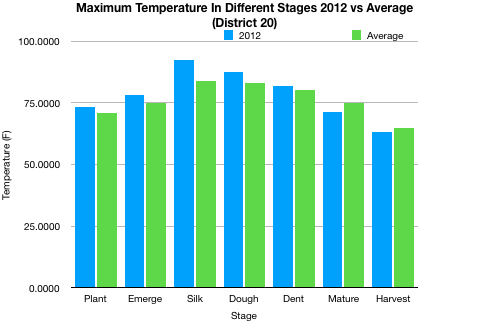 Maximum Temperature In Different Stages 2012 vs Average
(District 20)
2012 Average
100.0000
75.0000
50.0000
25.0000
0.0000
Temperature (F)
Plant Emerge Silk Dough Dent Mature Harvest
Stage